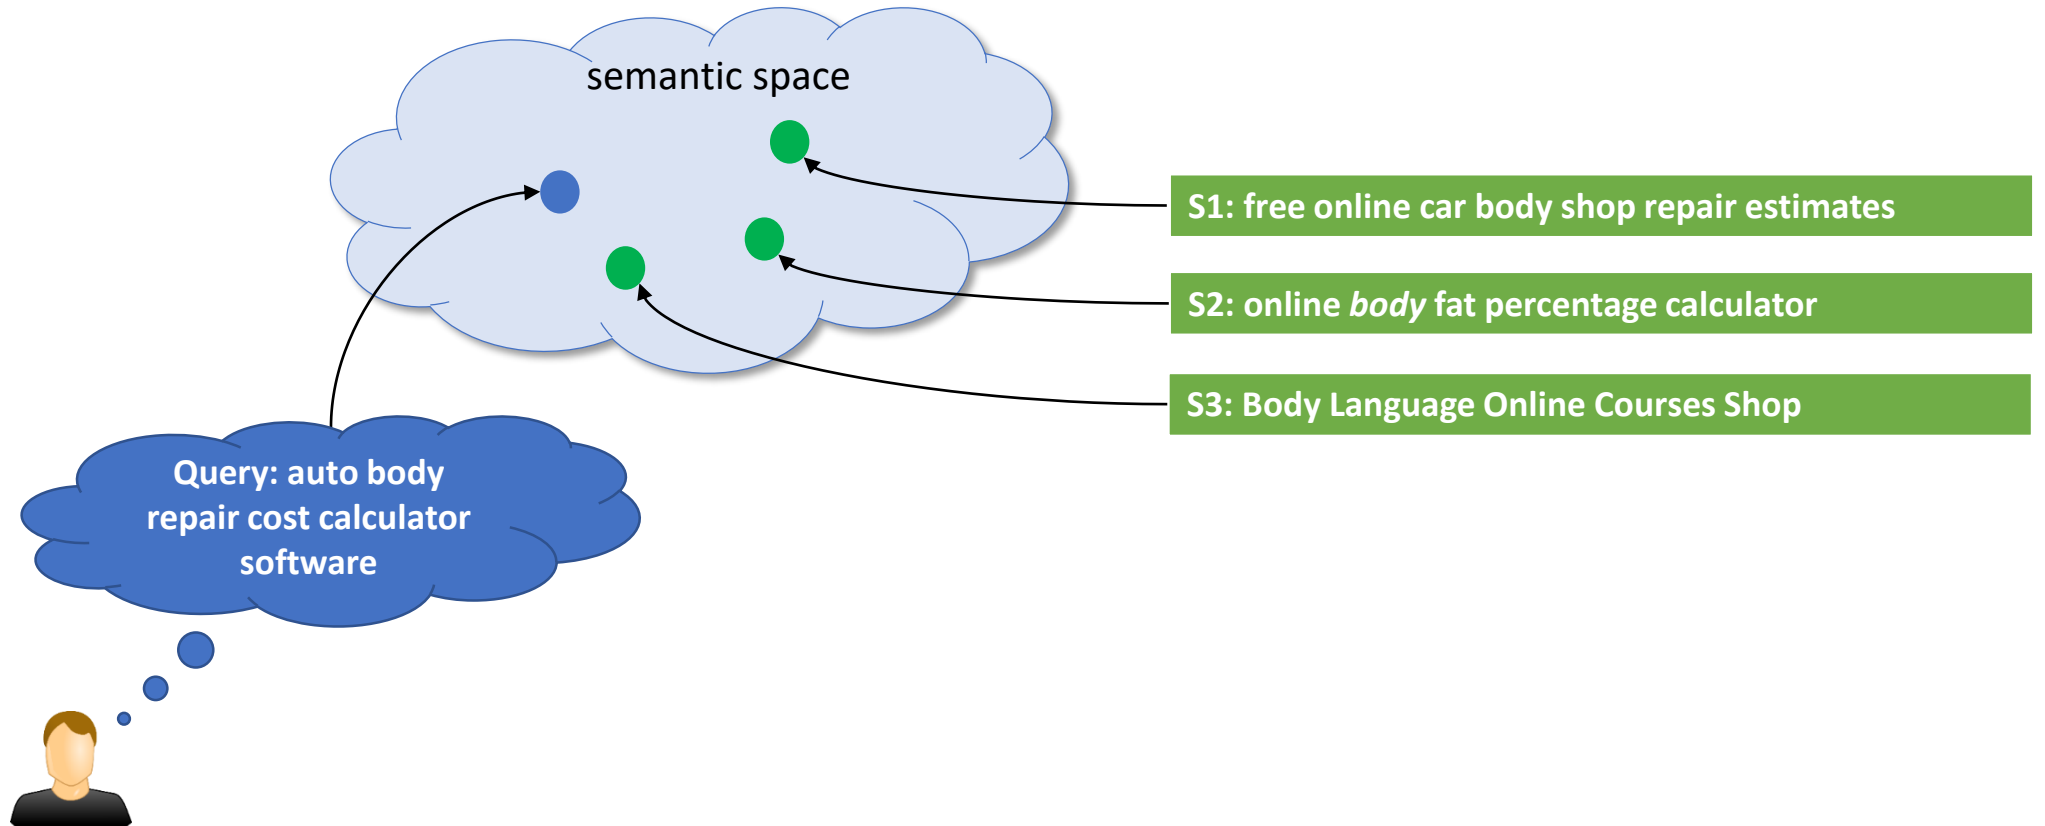 semantic space
S1: free online car body shop repair estimates
S2: online body fat percentage calculator
S3: Body Language Online Courses Shop
Query: auto body
repair cost calculator
software